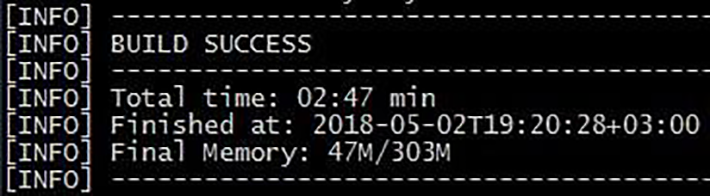 [INFO] ------------------------------------------------
[INFO] BUILD SUCCESS
[INFO] ------------------------------------------------
[INFO] Total time: 02:47 min
[INFO] Finished at: 2018-05-02T19:20:28+03:00
[INFO] Final Memory: 47M/303M
[INFO] ------------------------------------------------